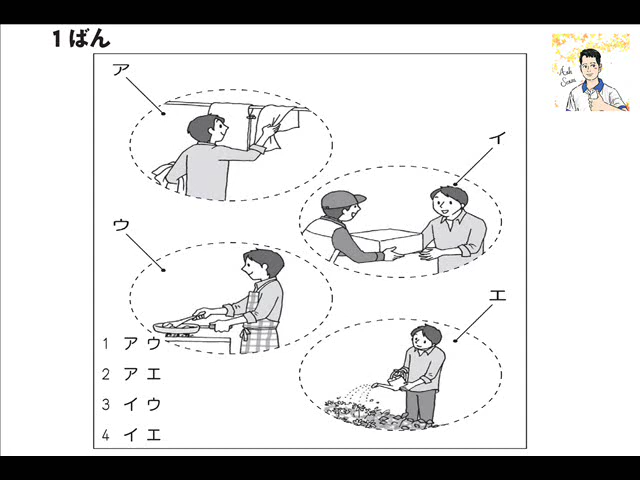 1ばん
ア
イ
ウ
エ
1 ア ウ
2 ア エ
3 イ ウ
4 イ エ